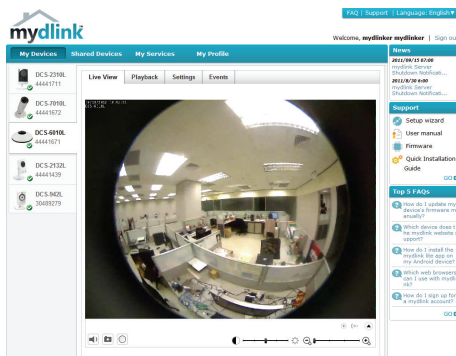 FAQ | Support | Language: English▼
mydlink
Welcome, mydlinker mydlinker | Sign ou
My Devices
Shared Devices
My Services
My Profile
DCS-2310L
44441711
DCS-7010L
44441672
DCS-6010L
44441671
DCS-2132L
44441439
DCS-942L
30489279
Live View
Playback
Settings
Events
News
2011/09/15 07:00
mydlink Server
Shutdown Notificati...
2011/8/30 6:00
mydlink Server
Shutdown Notificati...
Support
Setup wizard
User manual
Firmware
Quick Installation
Guide
GO
Top 5 FAQs
How do I update my
device's firmware m
anually?
Which device does t
he mydlink website s
upport?
How do I install the
mydlink lite app on
my Android device?
Which web browsers
can I use with mydli
nk?
How do I sign up for
a mydlink account?
GO